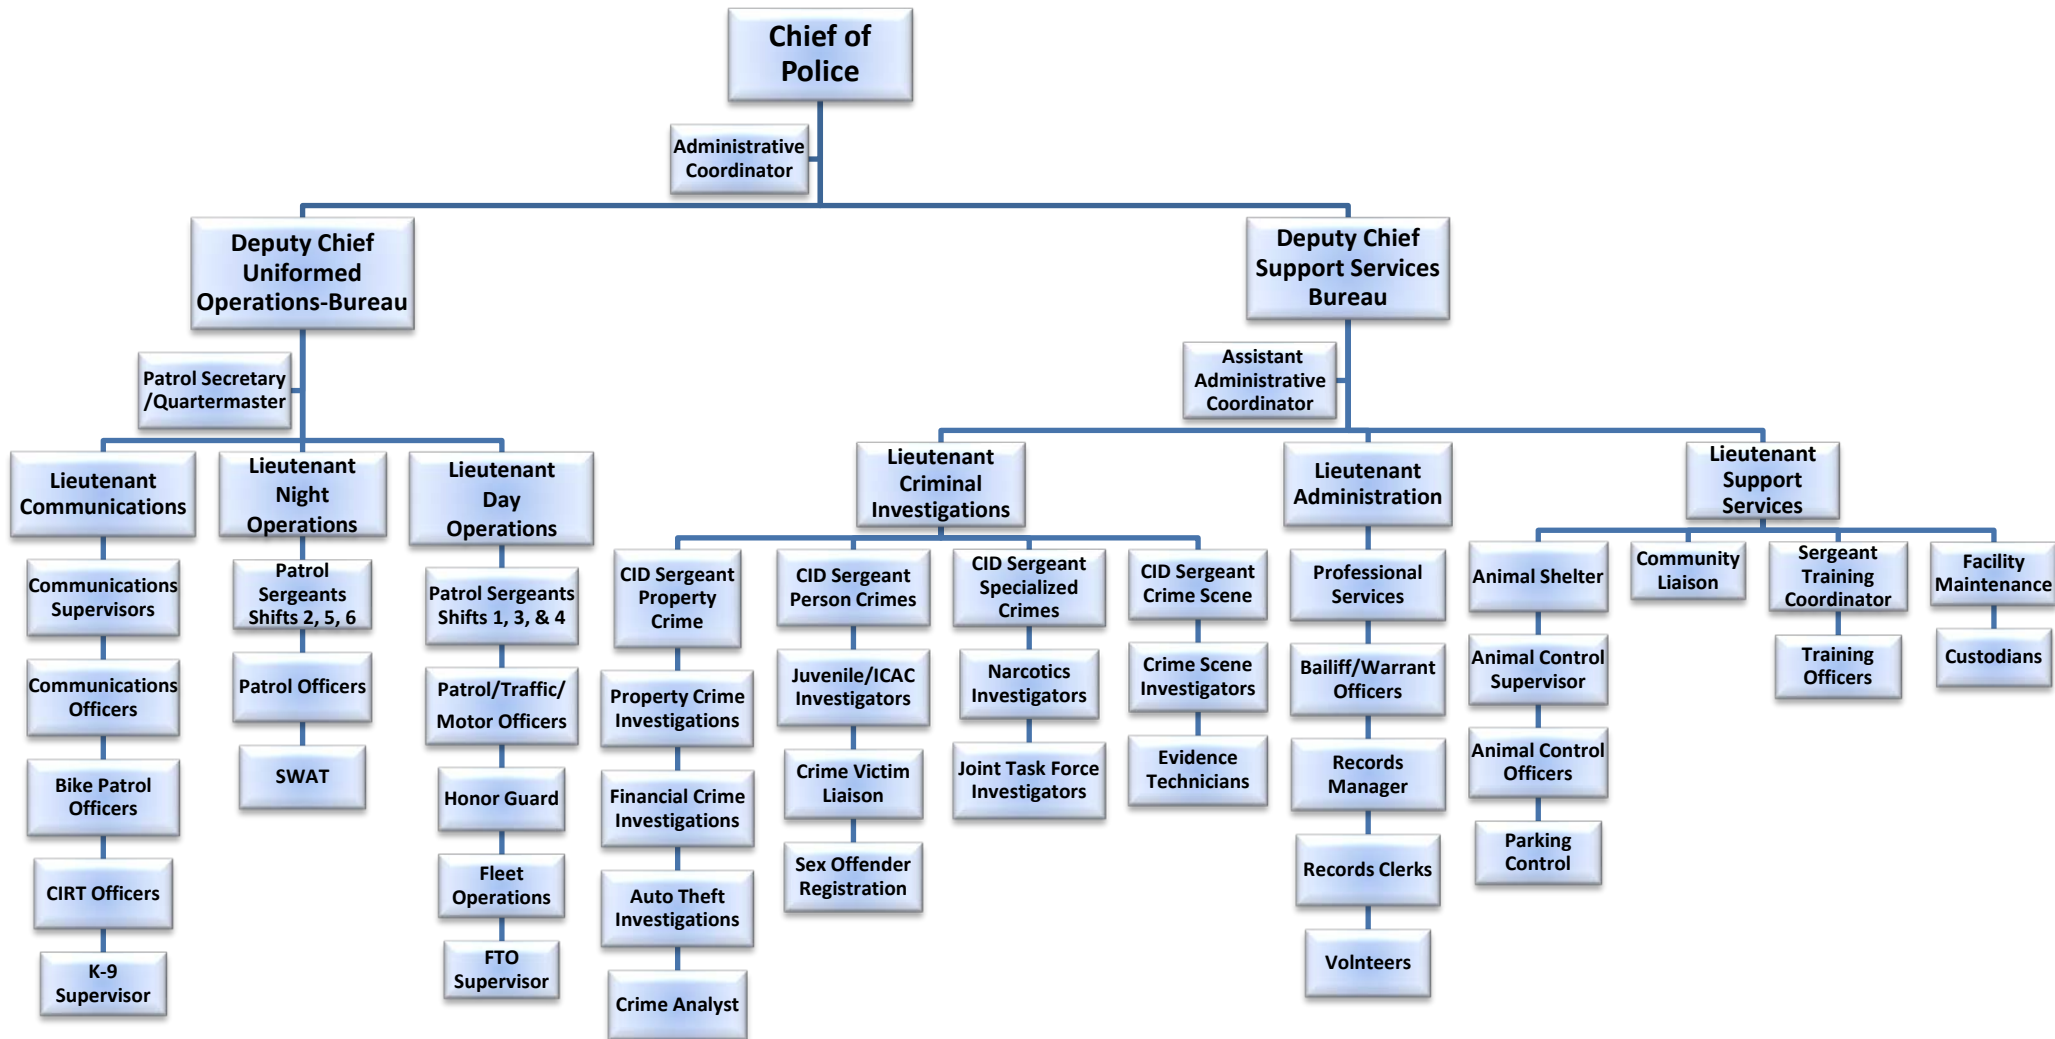 Chief of
Police
Administrative
Coordinator
Deputy Chief
Uniformed
Operations-Bureau
Deputy Chief
Support Services
Bureau
Patrol Secretary
/Quartermaster
Assistant
Administrative
Coordinator
Lieutenant
Communications
Lieutenant
Night
Operations
Lieutenant
Day
Operations
Lieutenant
Criminal
Investigations
Lieutenant
Administration
Lieutenant
Support
Services
Communications
Supervisors
Communications
Officers
Bike Patrol
Officers
CIRT Officers
K-9
Supervisor
Patrol
Sergeants
Shifts 2, 5, 6
Patrol Officers
SWAT
Patrol Sergeants
Shifts 1, 3, & 4
Patrol/Traffic/
Motor Officers
Honor Guard
Fleet
Operations
FTO
Supervisor
CID Sergeant
Property
Crime
Property Crime
Investigations
Financial Crime
Investigations
Auto Theft
Investigations
Crime Analyst
CID Sergeant
Person Crimes
Juvenile/ICAC
Investigators
Crime Victim
Liaison
Sex Offender
Registration
CID Sergeant
Specialized
Crimes
Narcotics
Investigators
Joint Task Force
Investigators
CID Sergeant
Crime Scene
Crime Scene
Investigators
Evidence
Technicians
Professional
Services
Bailiff/Warrant
Officers
Records
Manager
Records Clerks
Volnteers
Animal Shelter
Animal Control
Supervisor
Animal Control
Officers
Parking
Control
Community
Liaison
Sergeant
Training
Coordinator
Training
Officers
Facility
Maintenance
Custodians